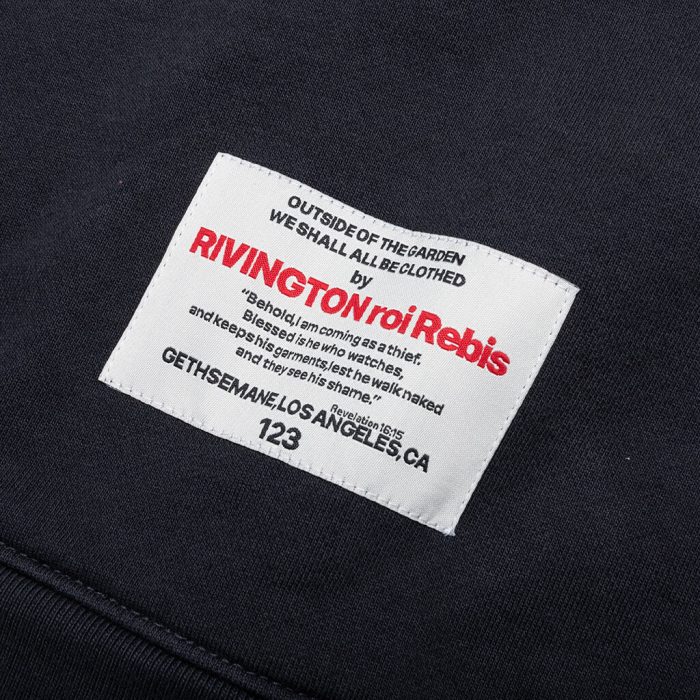 OUTSIDE OF THE GARDEN
WE SHALL ALL BE CLOTHED
by
RIVINGTON roi Rebis
"Behold, I am coming as a thief.
Blessed is he who watches,
and keeps his garments, lest he walk naked
and they see his shame."
Revelation 16:15
GETHSEMANE, LOS ANGELES, CA
123